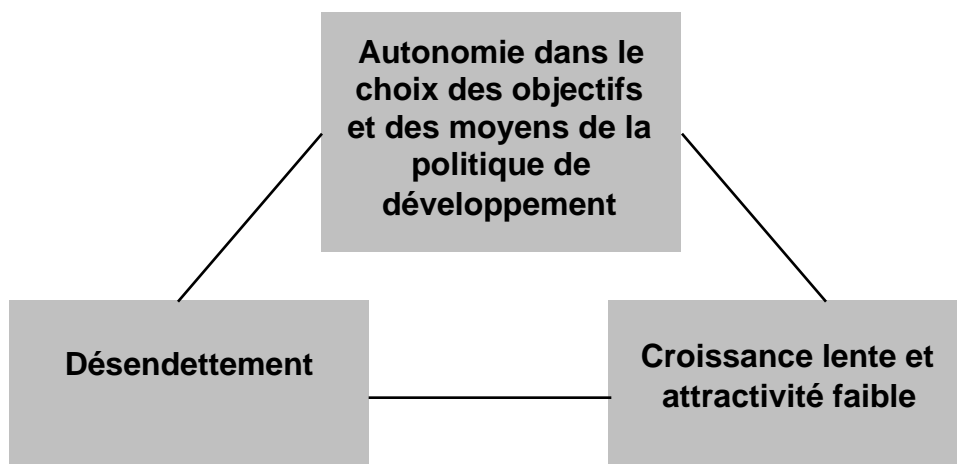 Autonomie dans le
choix des objectifs
et des moyens de la
politique de
développement
Désendettement
Croissance lente et
attractivité faible